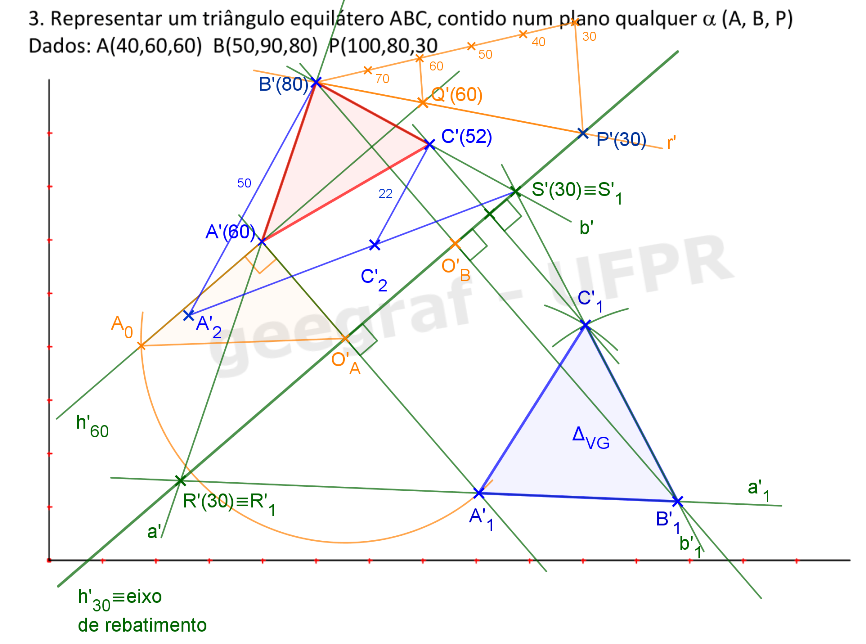 3. Representar um triângulo equilátero ABC, contido num plano qualquer α (A, B, P)
Dados: A(40,60,60) B(50,90,80) P(100,80,30
30
40
50
60
70
B'(80)
Q'(60)
P'(30)
r'
C'(52)
50
22
S'(30)≡S'1
b'
A'(60)
O'B
C'2
C'1
A0
A'2
O'A
geegraf - UFPR
h'60
ΔVG
R'(30)≡R'1
a'1
A'1
B'1
a'
b'1
h'30≡eixo
de rebatimento